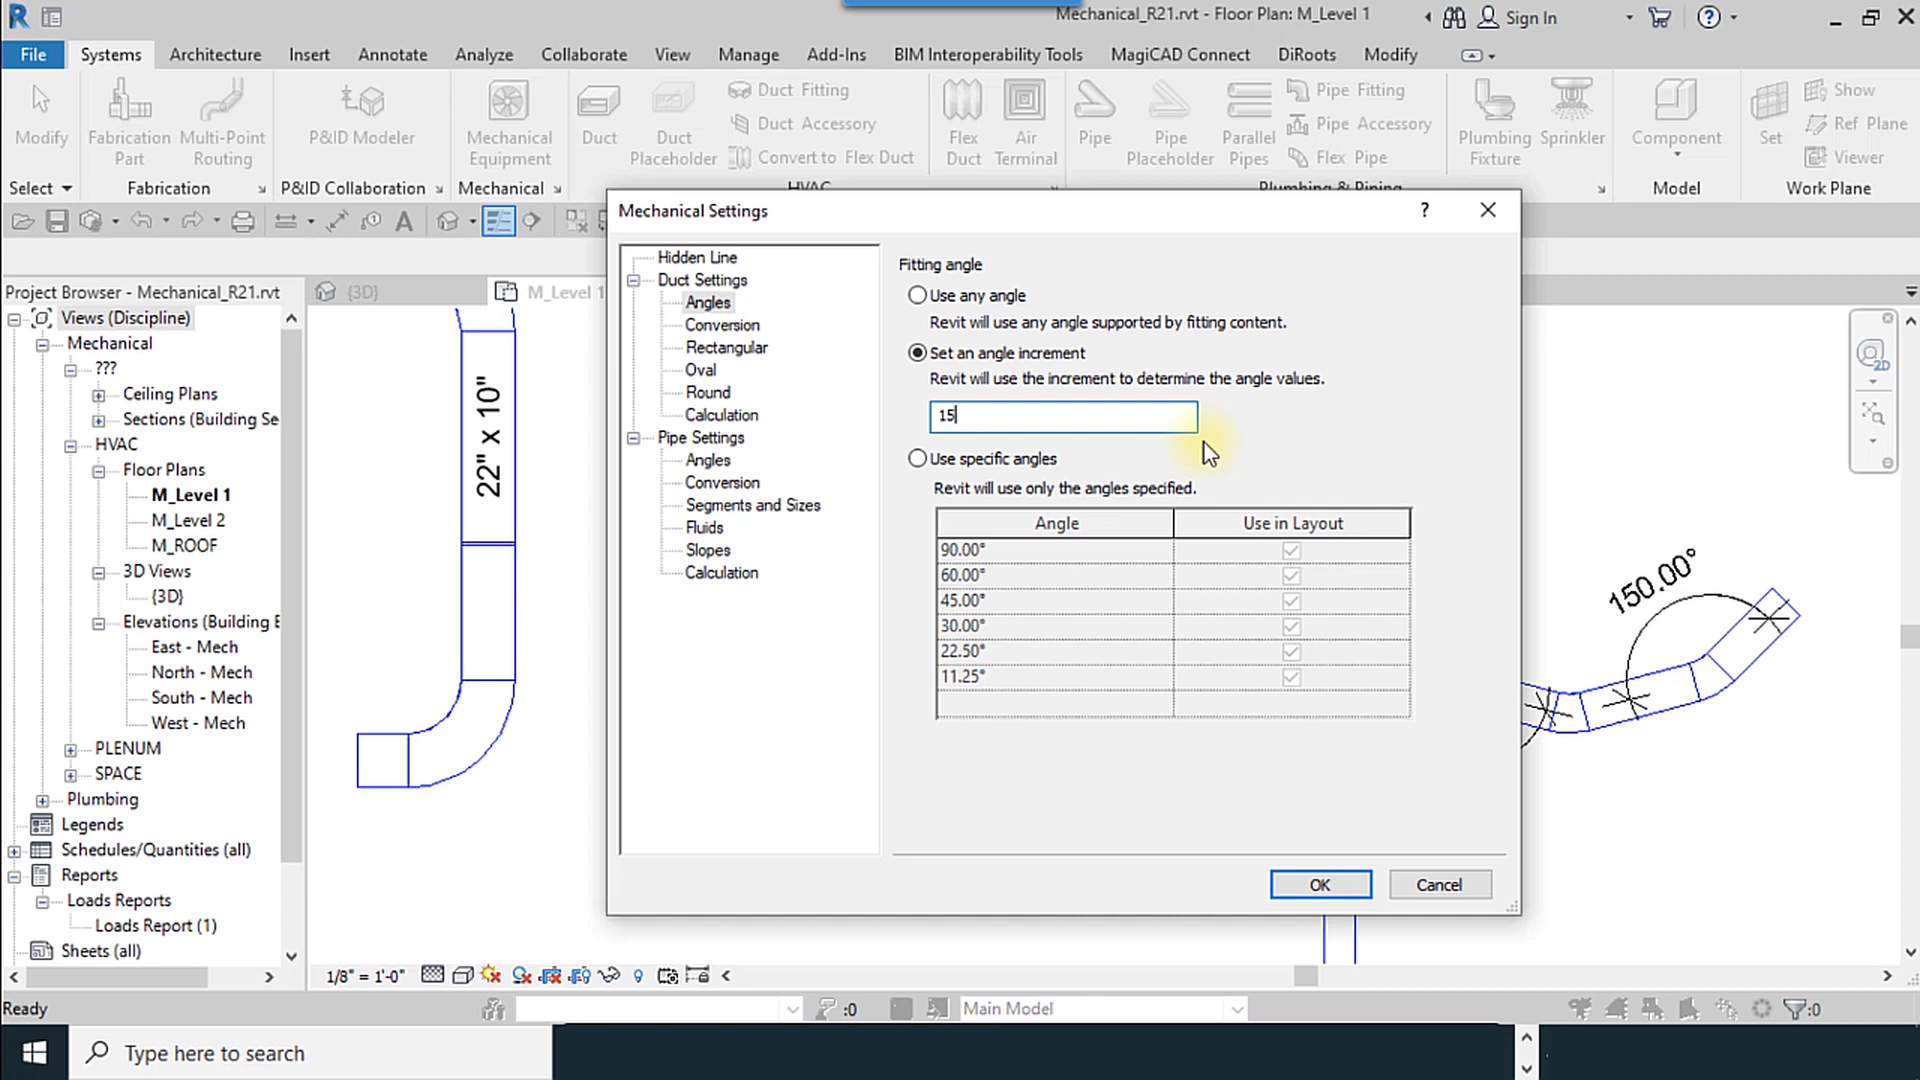 Mechanical_R21.rvt - Floor Plan: M_Level 1
Sign In
File Systems Architecture Insert Annotate Analyze Collaborate View Manage Add-Ins BIM Interoperability Tools MagiCAD Connect DiRoots Modify
Modify
Fabrication Part
Multi-Point Routing
P&ID Modeler
Mechanical Equipment
Duct
Duct Placeholder
Duct Fitting
Duct Accessory
Convert to Flex Duct
Flex Duct
Air Terminal
Pipe
Pipe Placeholder
Parallel Pipes
Pipe Fitting
Pipe Accessory
Flex Pipe
Plumbing Fixture
Sprinkler
Component
Set
Show
Ref Plane
Viewer
Select Fabrication P&ID Collaboration Mechanical HVAC Plumbing & Piping Model Work Plane
Project Browser - Mechanical_R21.rvt
{3D}
M_Level 1
Views (Discipline)
Mechanical
???
Ceiling Plans
Sections (Building Se
HVAC
Floor Plans
M_Level 1
M_Level 2
M_ROOF
3D Views
{3D}
Elevations (Building E
East - Mech
North - Mech
South - Mech
West - Mech
PLENUM
SPACE
Plumbing
Legends
Schedules/Quantities (all)
Reports
Loads Reports
Loads Report (1)
Sheets (all)
22" x 10"
Mechanical Settings
?
Hidden Line
Duct Settings
Angles
Conversion
Rectangular
Oval
Round
Calculation
Pipe Settings
Angles
Conversion
Segments and Sizes
Fluids
Slopes
Calculation
Fitting angle
Use any angle
Revit will use any angle supported by fitting content.
Set an angle increment
Revit will use the increment to determine the angle values.
15
Use specific angles
Revit will use only the angles specified.
Angle Use in Layout
90.00°
60.00°
45.00°
30.00°
22.50°
11.25°
OK Cancel
150.00°
2D
1/8" = 1'-0"
Ready
:0
Main Model
:0
Type here to search